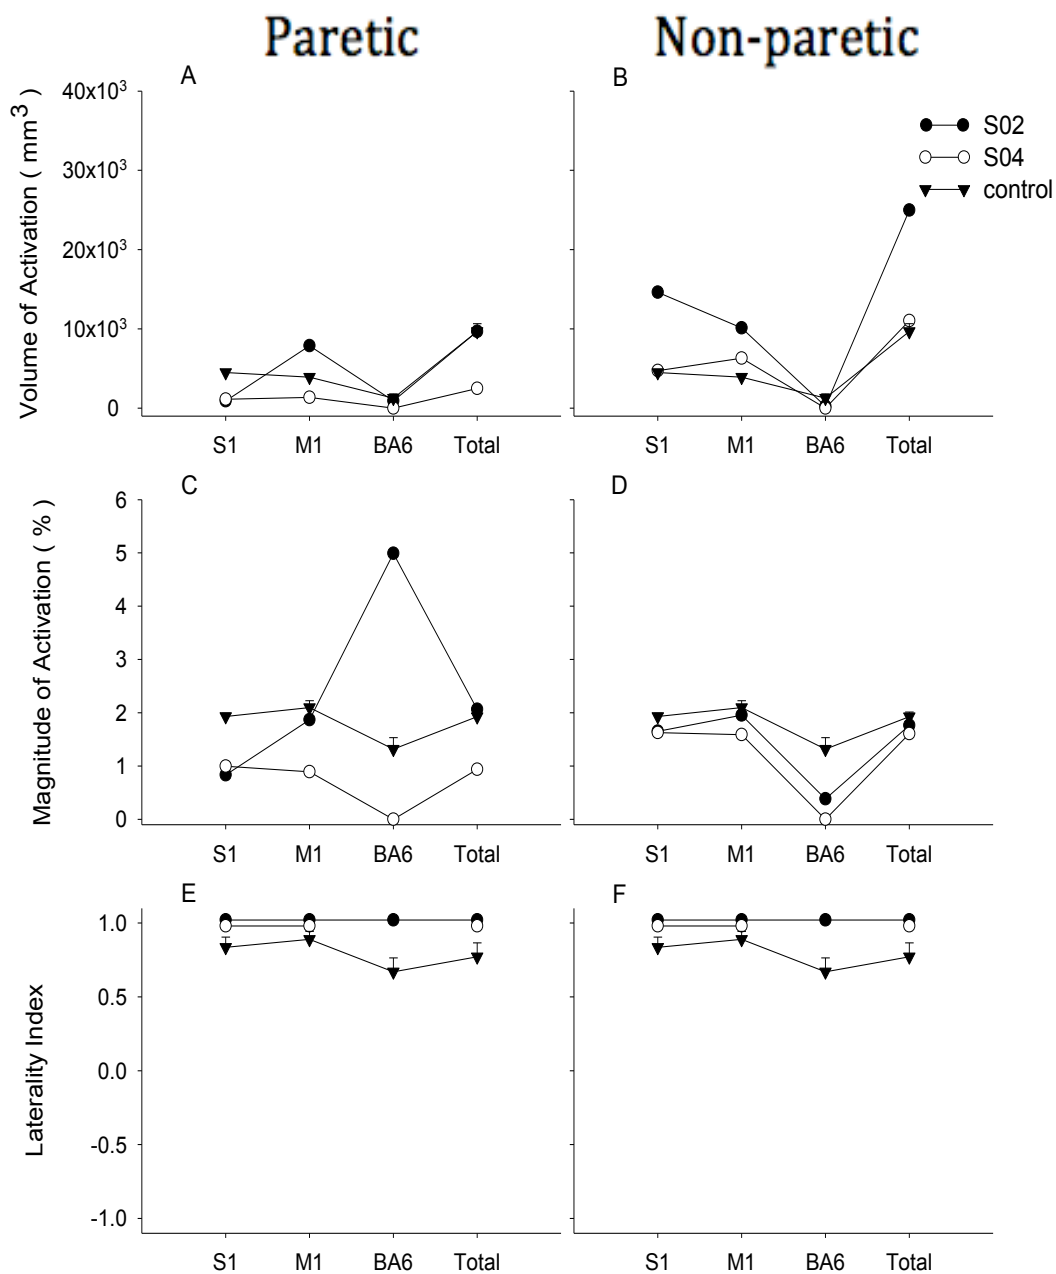 Paretic Non-paretic
A B
Volume of Activation ( mm³ )
40x10³
30x10³
20x10³
10x10³
0
S02
S04
control
S1 M1 BA6 Total S1 M1 BA6 Total
C D
Magnitude of Activation ( % )
6
5
4
3
2
1
0
S1 M1 BA6 Total S1 M1 BA6 Total
E F
Laterality Index
1.0
0.5
0.0
-0.5
-1.0
S1 M1 BA6 Total S1 M1 BA6 Total